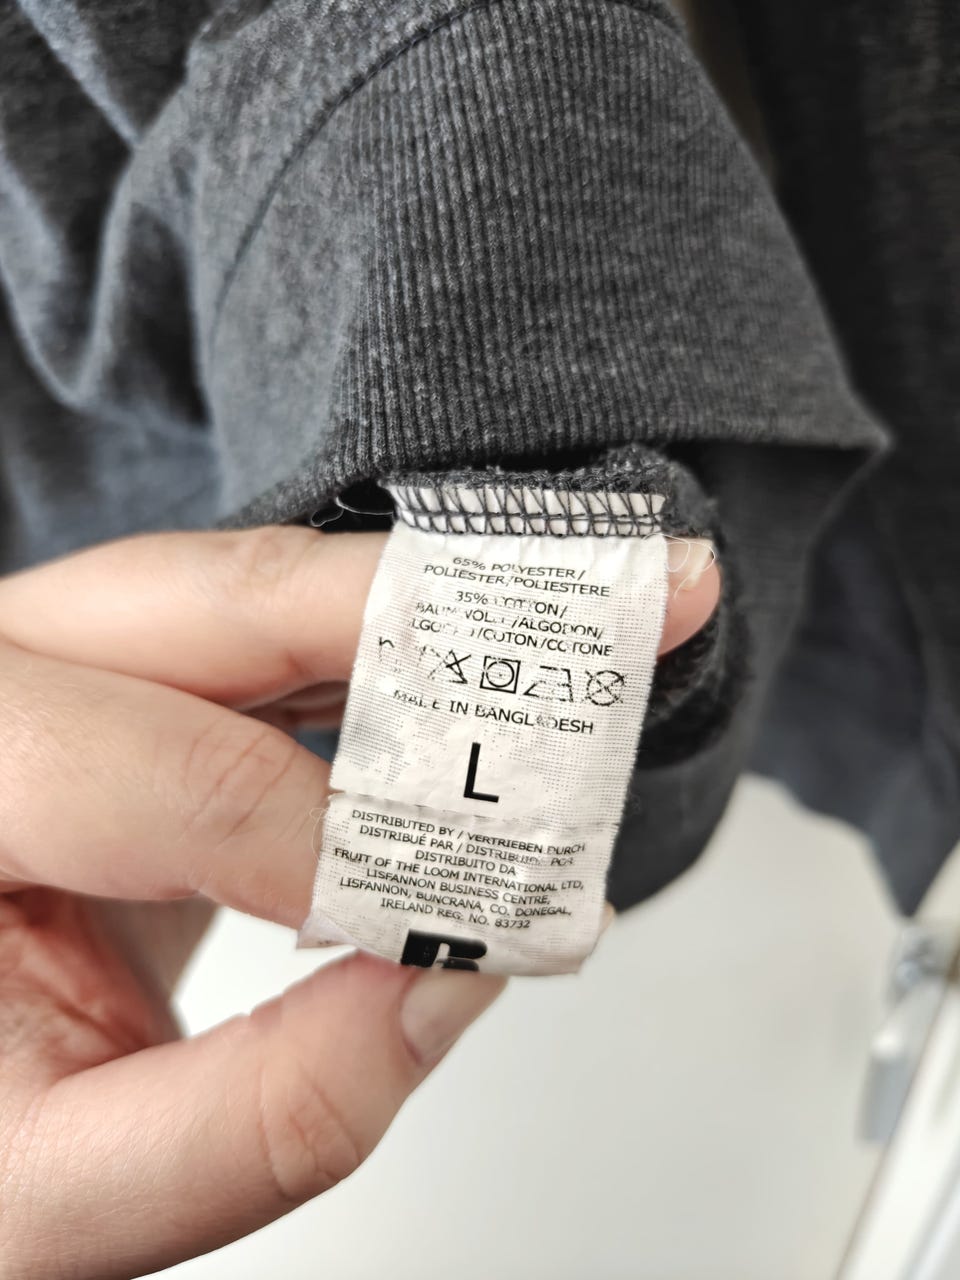 65% POLYESTER/
POLIESTER/POLIESTERE
35% COTTON/
BAUMWOLLE/ALGODON/
ALGODÃO/COTON/COTONE
MADE IN BANGLADESH
L
DISTRIBUTED BY / VERTRIEBEN DURCH
DISTRIBUÉ PAR / DISTRIBUIDO POR
DISTRIBUITO DA
FRUIT OF THE LOOM INTERNATIONAL LTD,
LISFANNON BUSINESS CENTRE,
LISFANNON, BUNCRANA, CO. DONEGAL,
IRELAND REG. NO. 83732